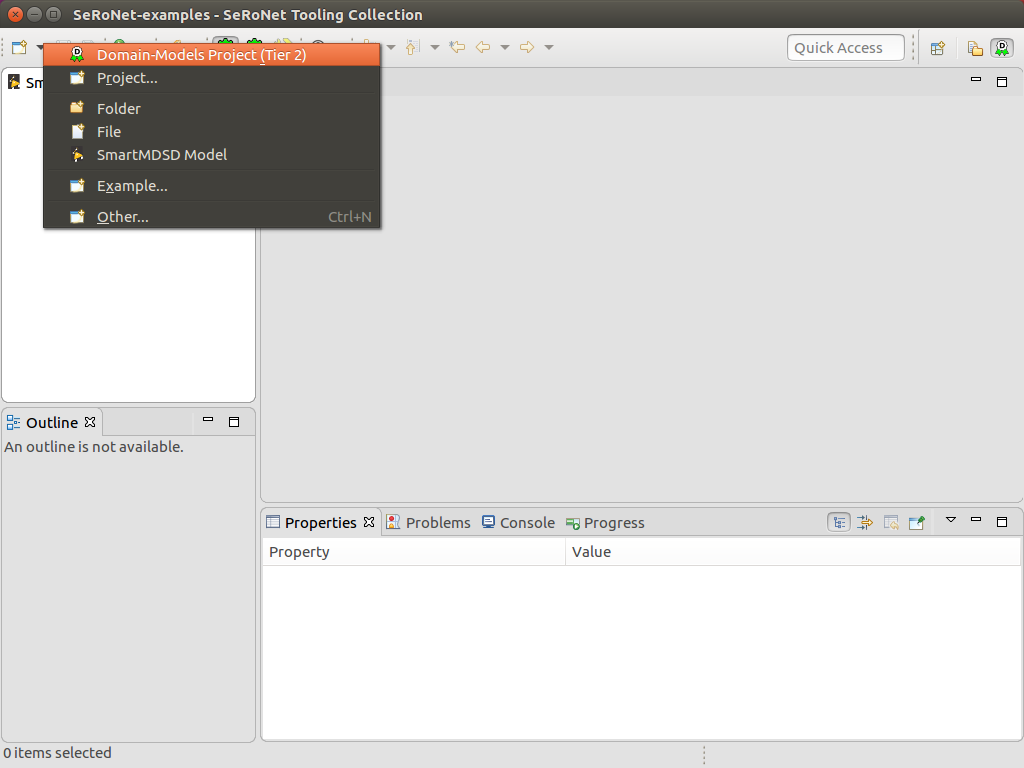 SeRoNet-examples - SeRoNet Tooling Collection
Quick Access
Domain-Models Project (Tier 2)
Project...
Folder
File
SmartMDSD Model
Example...
Other... Ctrl+N
Sm
Outline
An outline is not available.
Properties Problems Console Progress
Property Value
0 items selected